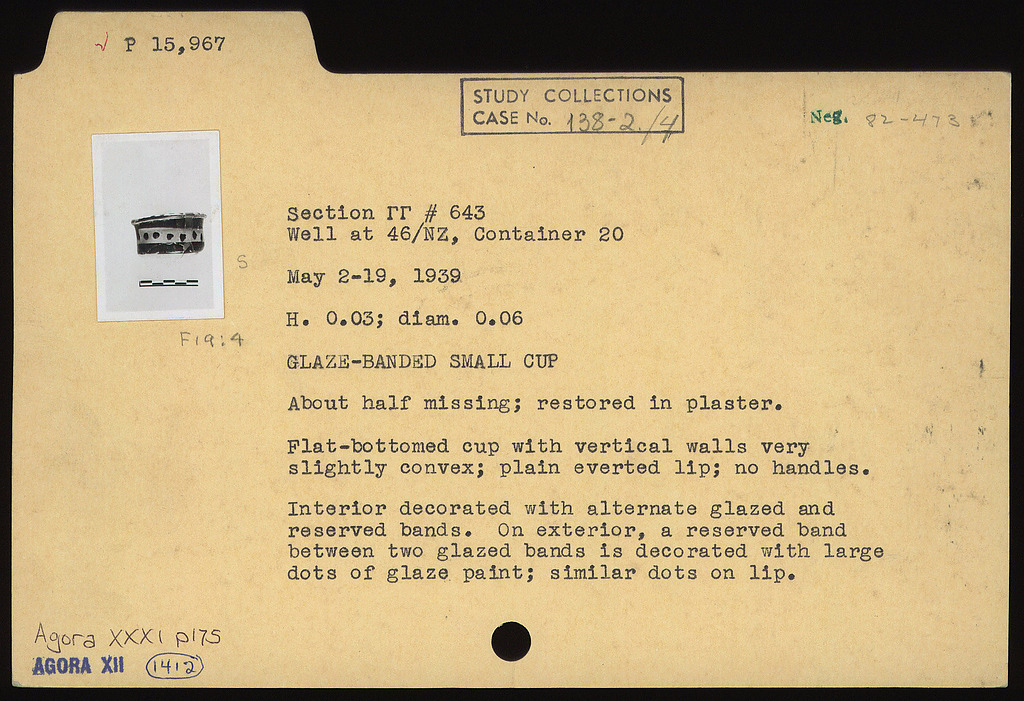 √ P 15,967
STUDY COLLECTIONS
CASE No. 138-2/4
Neg. 82-473
Section ΓΓ # 643
Well at 46/NZ, Container 20
May 2-19, 1939
S
H. 0.03; diam. 0.06
F19:4
GLAZE-BANDED SMALL CUP
About half missing; restored in plaster.
Flat-bottomed cup with vertical walls very
slightly convex; plain everted lip; no handles.
Interior decorated with alternate glazed and
reserved bands. On exterior, a reserved band
between two glazed bands is decorated with large
dots of glaze paint; similar dots on lip.
Agora XXXI p175
AGORA XII 1412